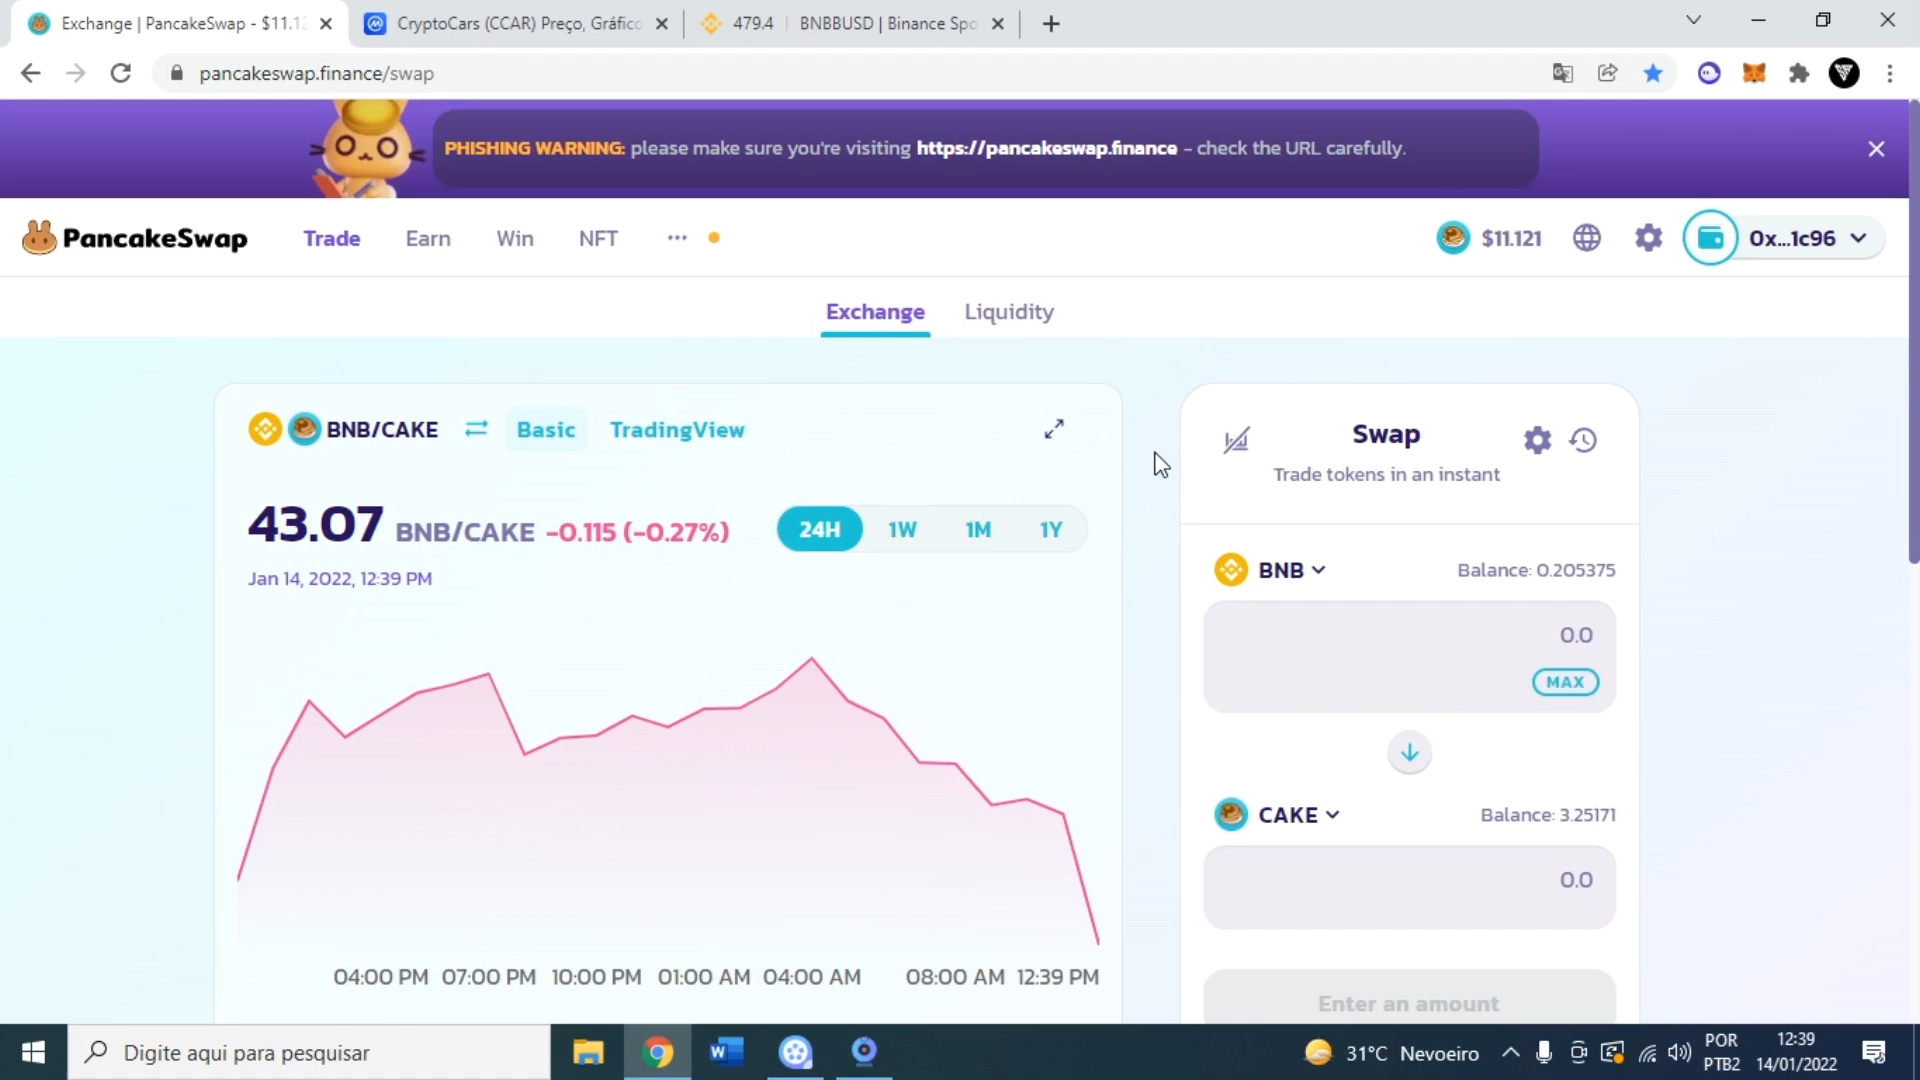 Exchange | PancakeSwap - $11.12
CryptoCars (CCAR) Preço, Gráfico
479.4 | BNBBUSD | Binance Spo
pancakeswap.finance/swap
PHISHING WARNING: please make sure you're visiting https://pancakeswap.finance - check the URL carefully.
PancakeSwap
Trade
Earn
Win
NFT
$11.121
0x...1c96
Exchange
Liquidity
BNB/CAKE
Basic
TradingView
43.07 BNB/CAKE -0.115 (-0.27%)
24H 1W 1M 1Y
Jan 14, 2022, 12:39 PM
04:00 PM 07:00 PM 10:00 PM 01:00 AM 04:00 AM 08:00 AM 12:39 PM
Swap
Trade tokens in an instant
BNB
Balance: 0.205375
0.0
MAX
CAKE
Balance: 3.25171
0.0
Enter an amount
Digite aqui para pesquisar
31°C Nevoeiro
POR
PTB2
12:39
14/01/2022